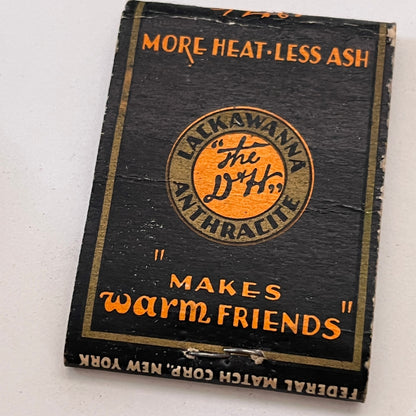 MORE HEAT·LESS ASH
LACKAWANNA
"The
D&H"
ANTHRACITE
"MAKES
warm FRIENDS"
FEDERAL MATCH CORP. NEW YORK